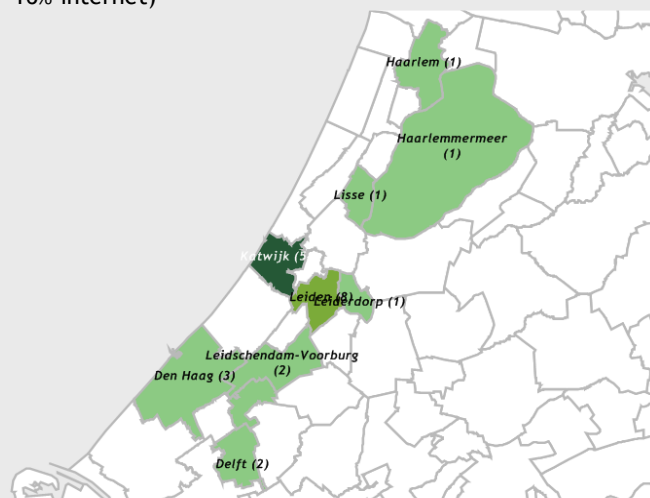 internet)
Haarlem (1)
Haarlemmermeer
(1)
Lisse (1)
Katwijk (5
Leiden (8)
Leiderdorp (1)
Leidschendam-Voorburg
(2)
Den Haag (3)
Delft (2)